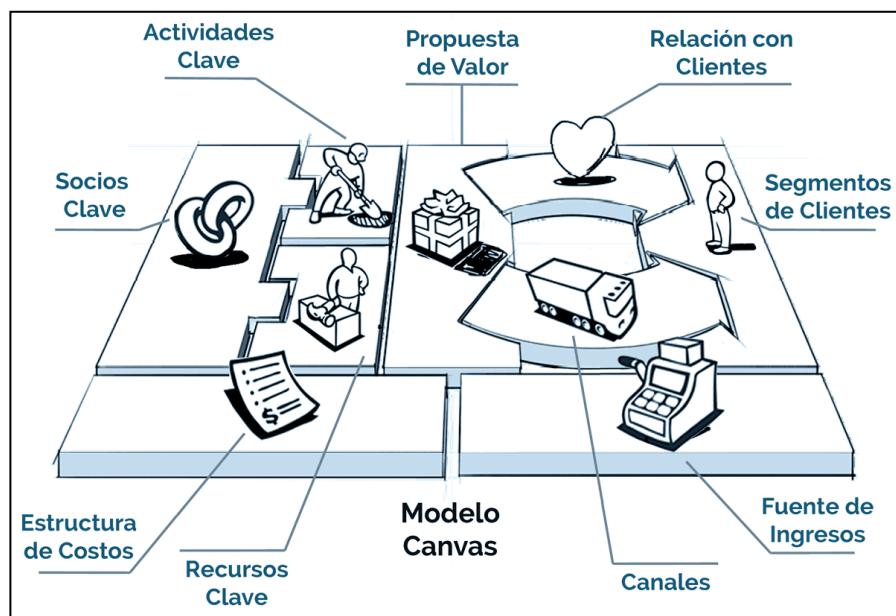 Actividades
Clave
Propuesta
de Valor
Relación con
Clientes
Socios
Clave
Segmentos
de Clientes
$
Estructura
de Costos
Recursos
Clave
Modelo
Canvas
Canales
Fuente de
Ingresos